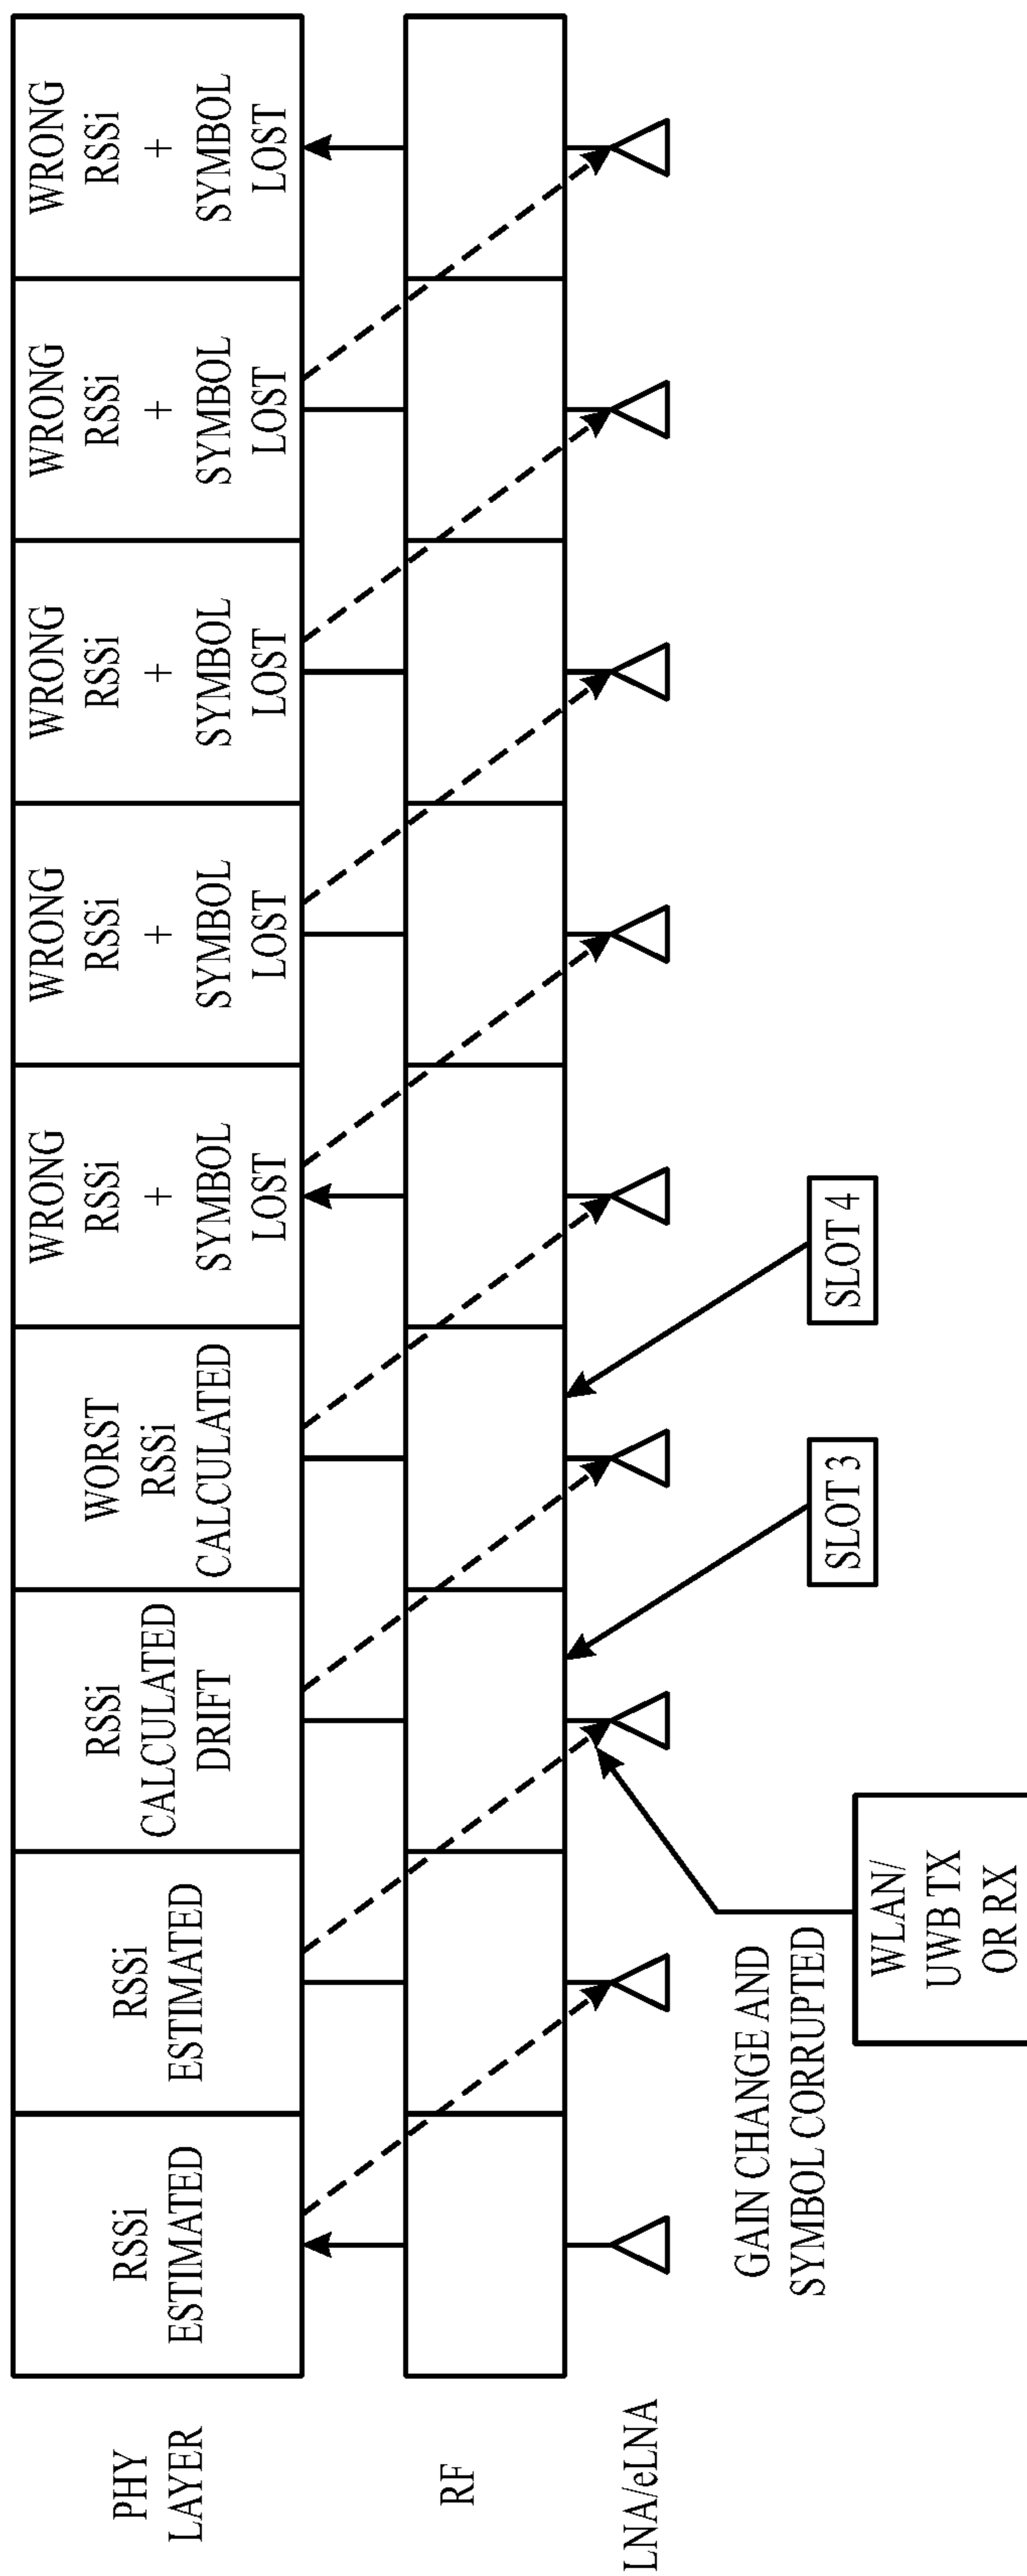 PHY
LAYER
RSSi
ESTIMATED
RSSi
ESTIMATED
RSSi
CALCULATED
DRIFT
WORST
RSSi
CALCULATED
WRONG
RSSi
+
SYMBOL
LOST
WRONG
RSSi
+
SYMBOL
LOST
WRONG
RSSi
+
SYMBOL
LOST
WRONG
RSSi
+
SYMBOL
LOST
WRONG
RSSi
+
SYMBOL
LOST
RF
LNA/eLNA
GAIN CHANGE AND
SYMBOL CORRUPTED
WLAN/
UWB TX
OR RX
SLOT 3
SLOT 4